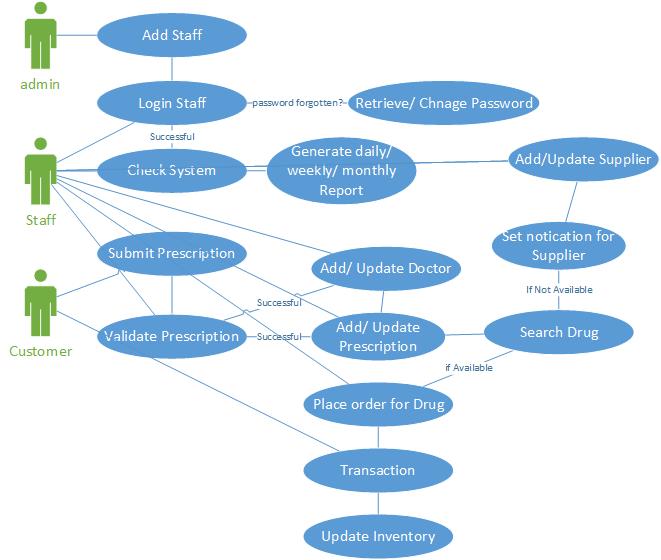 Add Staff
admin
Login Staff
password forgotten?
Retrieve/ Chnage Password
Successful
Check System
Generate daily/
weekly/ monthly
Report
Add/Update Supplier
Staff
Submit Prescription
Set notication for
Supplier
Add/ Update Doctor
If Not Available
Successful
Customer
Validate Prescription
Successful
Add/ Update
Prescription
Search Drug
if Available
Place order for Drug
Transaction
Update Inventory